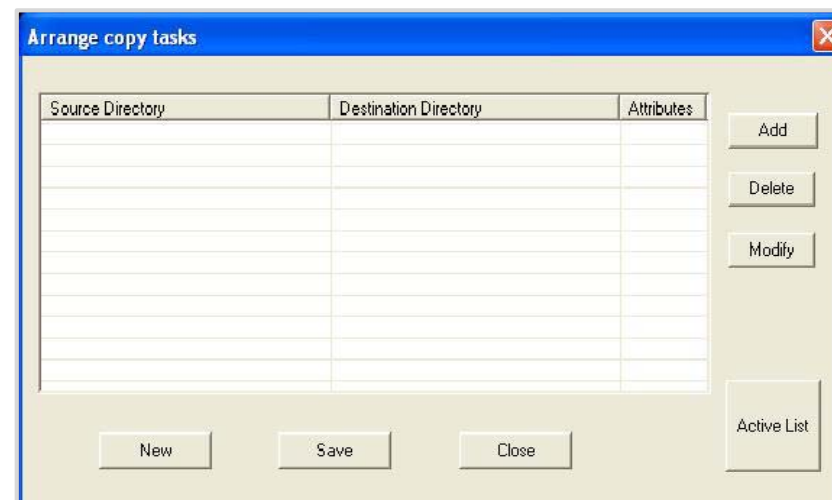 Arrange copy tasks
Source Directory Destination Directory Attributes
Add
Delete
Modify
Active List
New Save Close